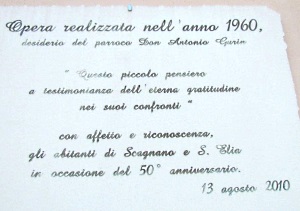 Opera realizzata nell'anno 1960,
desiderio del parroco Don Antonio Gerin
" Questo piccolo pensiero
a testimonianza dell'eterna gratitudine
nei suoi confronti "
con affetto e riconoscenza,
gli abitanti di Scagnano e S. Elia
in occasione del 50° anniversario.
13 agosto 2010